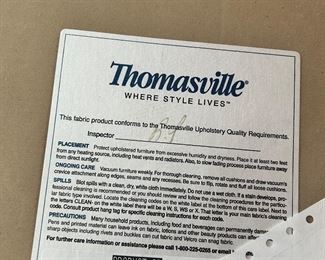 Thomasville®
WHERE STYLE LIVES™
This fabric product conforms to the Thomasville Upholstery Quality Requirements.
Inspector
PLACEMENT Protect upholstered furniture from excessive humidity and dryness. Place it at least two feet
from any heating source, including heat vents and radiators. Also, to slow fading process, place away
from direct sunlight.
ONGOING CARE Vacuum furniture weekly. For thorough cleaning, remove all cushions and draw vacuum's
crevice attachment along edges, seams and any recesses. Be sure to flip, rotate and fluff all loose cushions.
SPILLS Blot spills with a clean, dry, white cloth immediately. Do not use a wet cloth. If a stain develops, pro-
fessional cleaning is recommended or you should review and follow the cleaning procedures for the particu-
lar fabric type involved. Locate the cleaning codes on the white label, at the bottom of this card.
the letters CLEAN- on the white label there will be a W, S, WS or X. That letter is your main fabric's cleaning
code. Consult product hang tag for specific cleaning instructions for each code.
PRECAUTIONS Many household products, including food and beverages can permanently
Pens and printed material can leave ink on fabric, lotions and other beauty products can
sharp objects including rivets and buckles can cut fabric and Velcro can snag fabric.
For further care information or assistance please call 1-800-225-0265 or email